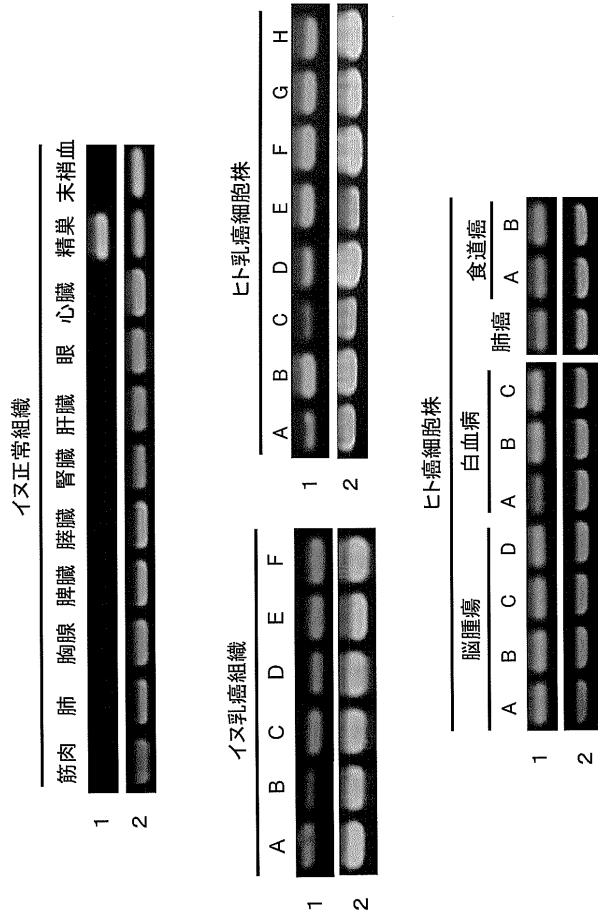 イヌ正常組織
筋肉 肺 胸腺 脾臓 膵臓 腎臓 肝臓 眼 心臓 精巣 末梢血
1
2
イヌ乳癌組織
A B C D E F
1
2
ヒト乳癌細胞株
A B C D E F G H
1
2
ヒト癌細胞株
脳腫瘍 白血病 肺癌 食道癌
A B C D A B C A B
1
2